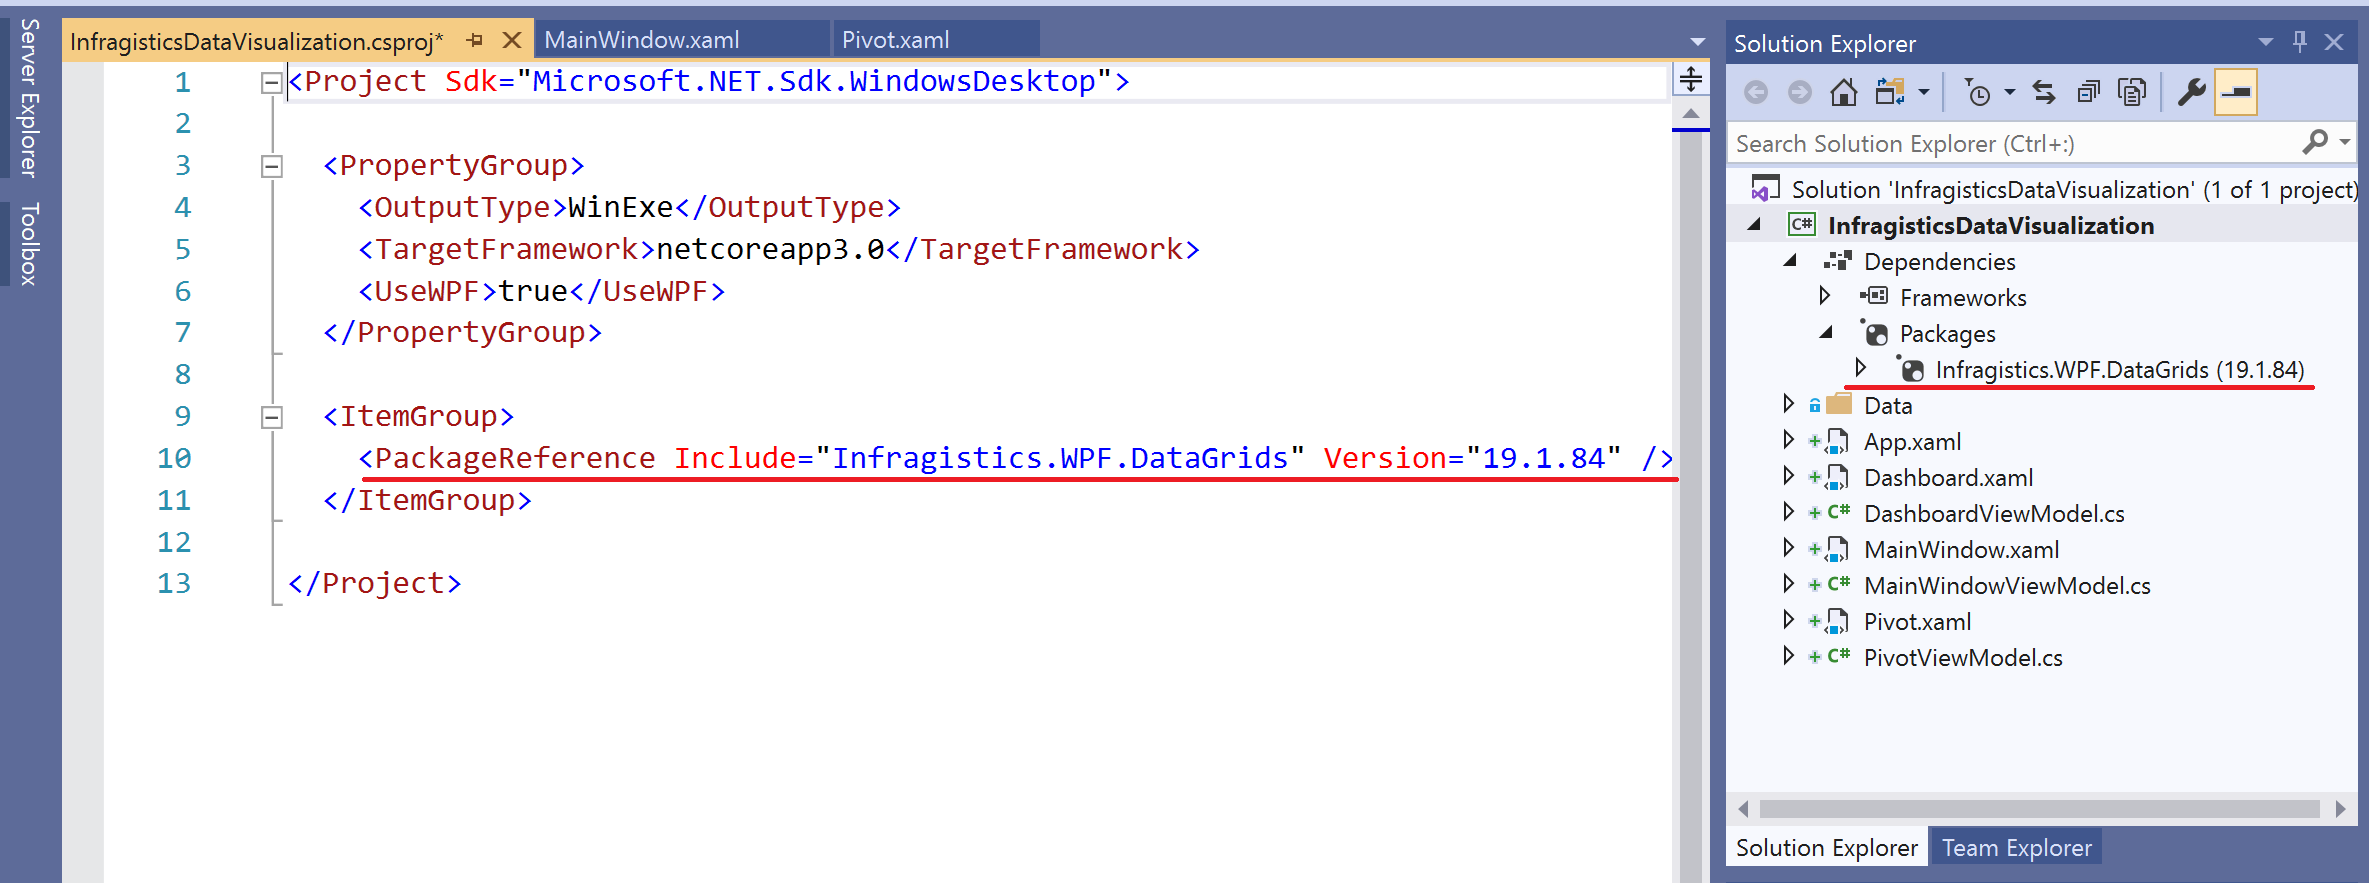 Server Explorer
Toolbox
InfragisticsDataVisualization.csproj*
MainWindow.xaml
Pivot.xaml
1 <Project Sdk="Microsoft.NET.Sdk.WindowsDesktop">
2
3 <PropertyGroup>
4 <OutputType>WinExe</OutputType>
5 <TargetFramework>netcoreapp3.0</TargetFramework>
6 <UseWPF>true</UseWPF>
7 </PropertyGroup>
8
9 <ItemGroup>
10 <PackageReference Include="Infragistics.WPF.DataGrids" Version="19.1.84" />
11 </ItemGroup>
12
13 </Project>
Solution Explorer
Search Solution Explorer (Ctrl+:)
Solution 'InfragisticsDataVisualization' (1 of 1 project)
C# InfragisticsDataVisualization
Dependencies
Frameworks
Packages
Infragistics.WPF.DataGrids (19.1.84)
Data
App.xaml
Dashboard.xaml
C# DashboardViewModel.cs
MainWindow.xaml
C# MainWindowViewModel.cs
Pivot.xaml
C# PivotViewModel.cs
Solution Explorer
Team Explorer